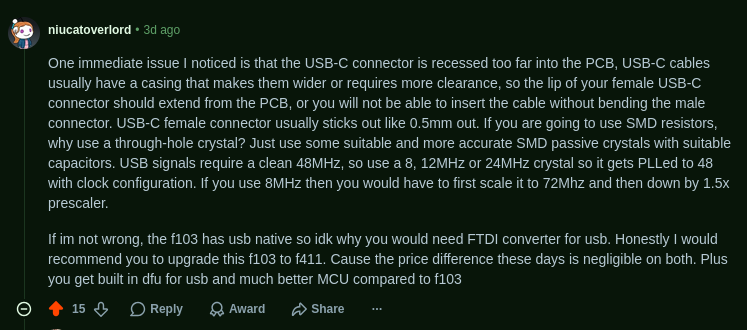 niucatoverlord • 3d ago
One immediate issue I noticed is that the USB-C connector is recessed too far into the PCB, USB-C cables
usually have a casing that makes them wider or requires more clearance, so the lip of your female USB-C
connector should extend from the PCB, or you will not be able to insert the cable without bending the male
connector. USB-C female connector usually sticks out like 0.5mm out. If you are going to use SMD resistors,
why use a through-hole crystal? Just use some suitable and more accurate SMD passive crystals with suitable
capacitors. USB signals require a clean 48MHz, so use a 8, 12MHz or 24MHz crystal so it gets PLLed to 48
with clock configuration. If you use 8MHz then you would have to first scale it to 72Mhz and then down by 1.5x
prescaler.
If im not wrong, the f103 has usb native so idk why you would need FTDI converter for usb. Honestly I would
recommend you to upgrade this f103 to f411. Cause the price difference these days is negligible on both. Plus
you get built in dfu for usb and much better MCU compared to f103
15 Reply Award Share ···